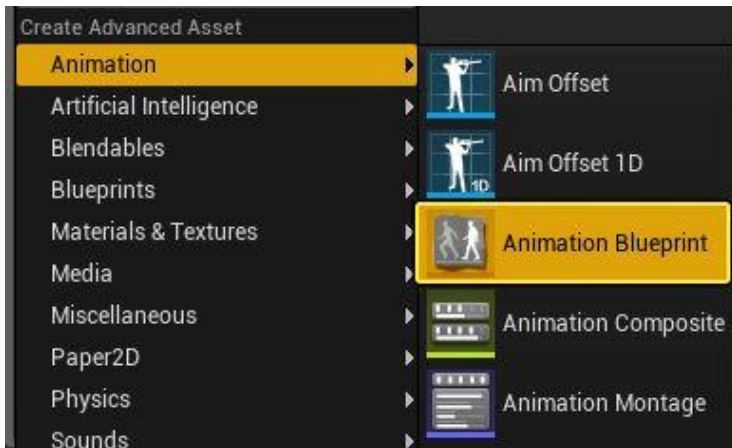 Create Advanced Asset
Animation
Artificial Intelligence
Blendables
Blueprints
Materials & Textures
Media
Miscellaneous
Paper2D
Physics
Sounds
Aim Offset
1D
Aim Offset 1D
Animation Blueprint
Animation Composite
Animation Montage